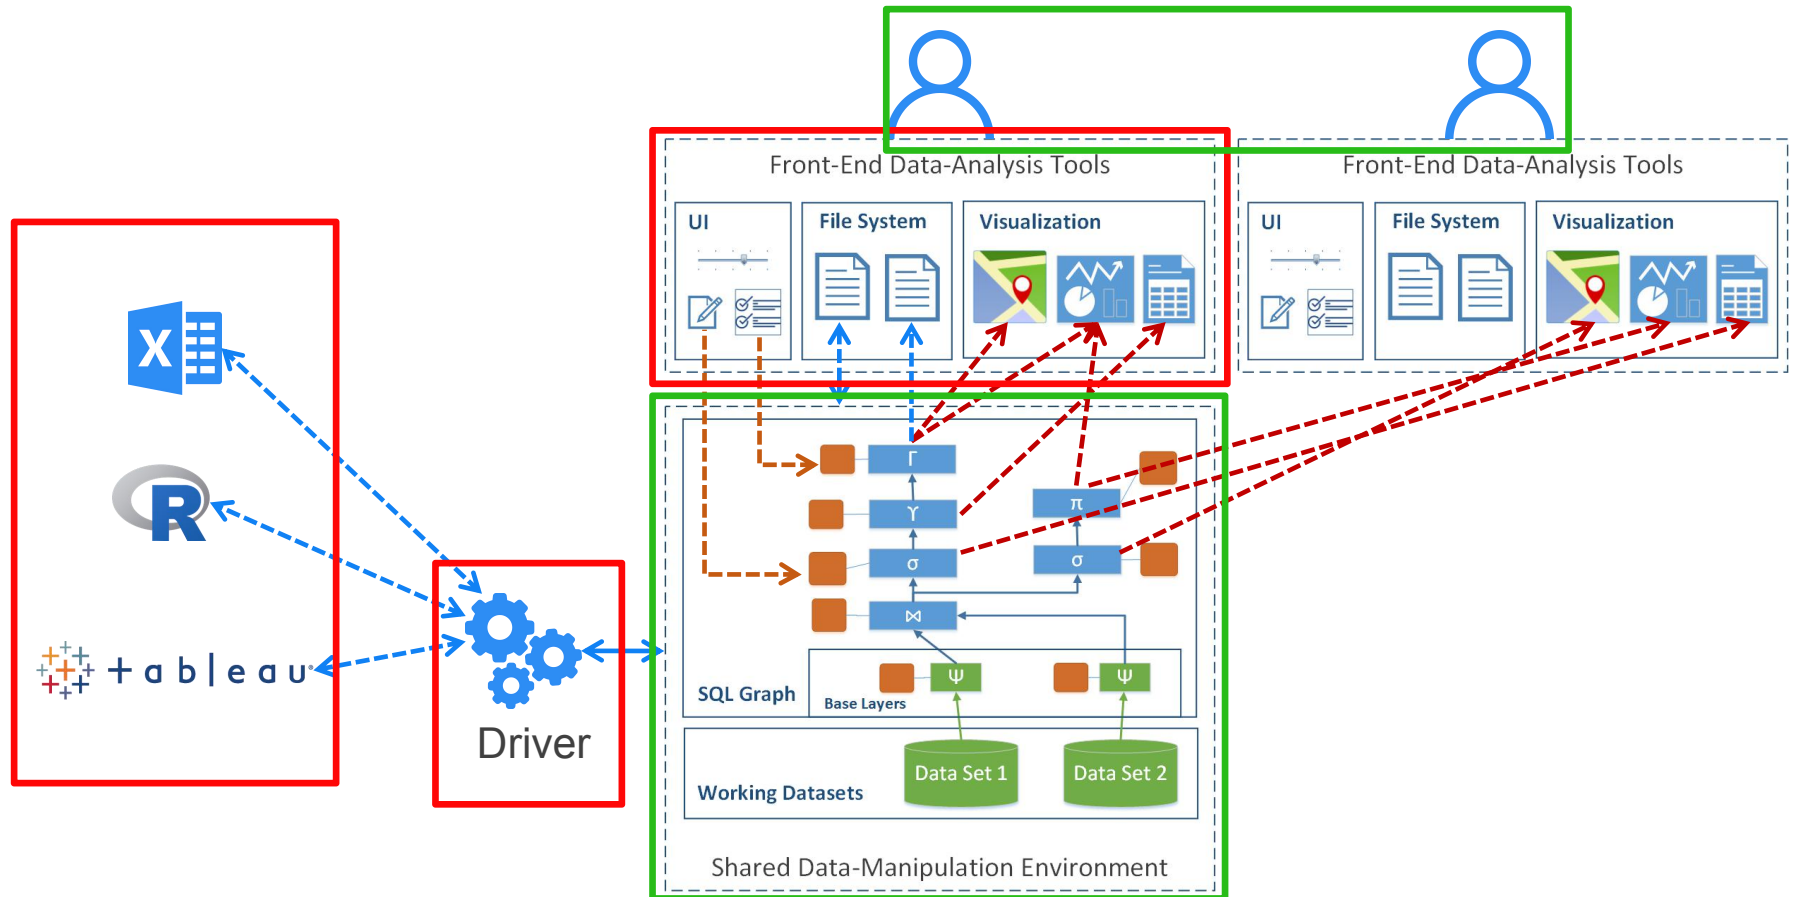 Front-End Data-Analysis Tools
Front-End Data-Analysis Tools
UI
File System
Visualization
UI
File System
Visualization
X
R
+ableau
Driver
Γ
ϒ
π
σ
σ
⋈
Ψ
Ψ
SQL Graph
Base Layers
Data Set 1
Data Set 2
Working Datasets
Shared Data-Manipulation Environment